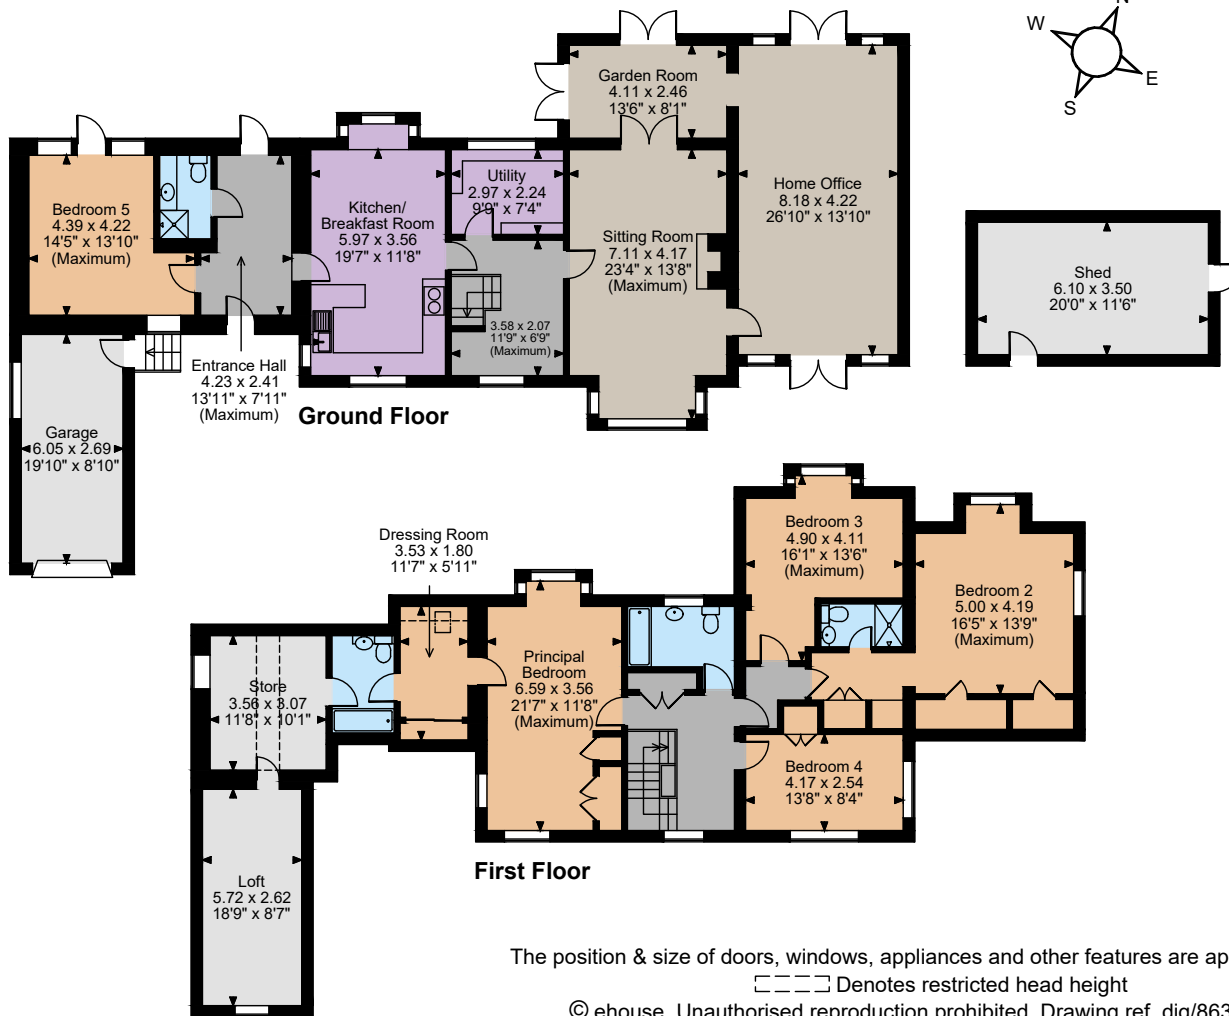 N
W
E
S
Garden Room
4.11 x 2.46
13'6" x 8'1"
Bedroom 5
4.39 x 4.22
14'5" x 13'10"
(Maximum)
Kitchen/
Breakfast Room
5.97 x 3.56
19'7" x 11'8"
Utility
2.97 x 2.24
9'9" x 7'4"
Sitting Room
7.11 x 4.17
23'4" x 13'8"
(Maximum)
Home Office
8.18 x 4.22
26'10" x 13'10"
Shed
6.10 x 3.50
20'0" x 11'6"
3.58 x 2.07
11'9" x 6'9"
(Maximum)
Entrance Hall
4.23 x 2.41
13'11" x 7'11"
(Maximum)
Ground Floor
Garage
6.05 x 2.69
19'10" x 8'10"
Dressing Room
3.53 x 1.80
11'7" x 5'11"
Bedroom 3
4.90 x 4.11
16'1" x 13'6"
(Maximum)
Bedroom 2
5.00 x 4.19
16'5" x 13'9"
(Maximum)
Principal
Bedroom
6.59 x 3.56
21'7" x 11'8"
(Maximum)
Store
3.56 x 3.07
11'8" x 10'1"
Bedroom 4
4.17 x 2.54
13'8" x 8'4"
First Floor
Loft
5.72 x 2.62
18'9" x 8'7"
The position & size of doors, windows, appliances and other features are ap
Denotes restricted head height
© ehouse. Unauthorised reproduction prohibited. Drawing ref. dig/863